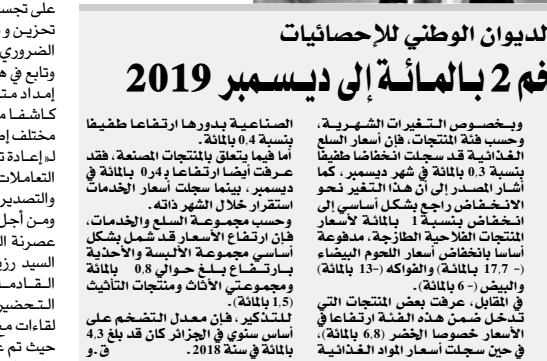 لديوان الوطني للإحصائيات
قم 2 بالمائة إلى ديسمبر 2019
وبخصوص التغيرات الشهرية،
وحسب فئة المنتجات، فإن أسعار السلع
الغذائية قد سجلت انخفاضا طفيفا
بنسبة 0,3 بالمائة في شهر ديسمبر ، كما
أشار المصدر إلى أن هذا التغير نحو
الانخفاض راجع بشكل أساسي إلى
انخفاض بنسبة 1 بالمائة لأسعار
المنتجات الفلاحية الطازجة، مدفوعة
أساسا بانخفاض أسعار اللحوم البيضاء
(- 17,7 بالمائة) والفواكه (-13 بالمائة)
والبيض (- 6 بالمائة).
في المقابل، عرفت بعض المنتجات التي
تدخل ضمن هذه الفئة ارتفاعا في
الأسعار خصوصا الخضر (6,8 بالمائة)،
في حين سجلت أسعار المواد الغذائية
الصناعية بدورها ارتفاعا طفيفا
بنسبة 0,4 بالمائة.
أما فيما يتعلق بالمنتجات المصنعة، فقد
عرفت أيضا ارتفاعا بـ4ر0 بالمائة في
ديسمبر، بينما سجلت أسعار الخدمات
استقرار خلال الشهر ذاته.
وحسب مجموعة السلع والخدمات،
فإن ارتفاع الأسعار قد شمل بشكل
أساسي مجموعة الألبسة والأحذية
بارتفاع بلغ حوالي 0,8 بالمائة
ومجموعتي الأثاث ومنتجات التأثيث
(1,5 بالمائة).
للتذكير، فإن معدل التضخم على
أساس سنوي في الجزائر كان قد بلغ 4,3
بالمائة في سنة 2018.
ق.و
على تجس
تخزين و
الضروري
وتابع في ه
إمداد مت
كاشفا م
مختلف إد
لـ«إعادة ت
التعاملات
والتصدير
ومن أجل
عصرنة ال
السيد رزي
القادم
التحضير
لقاءات مع
حيث تم ع